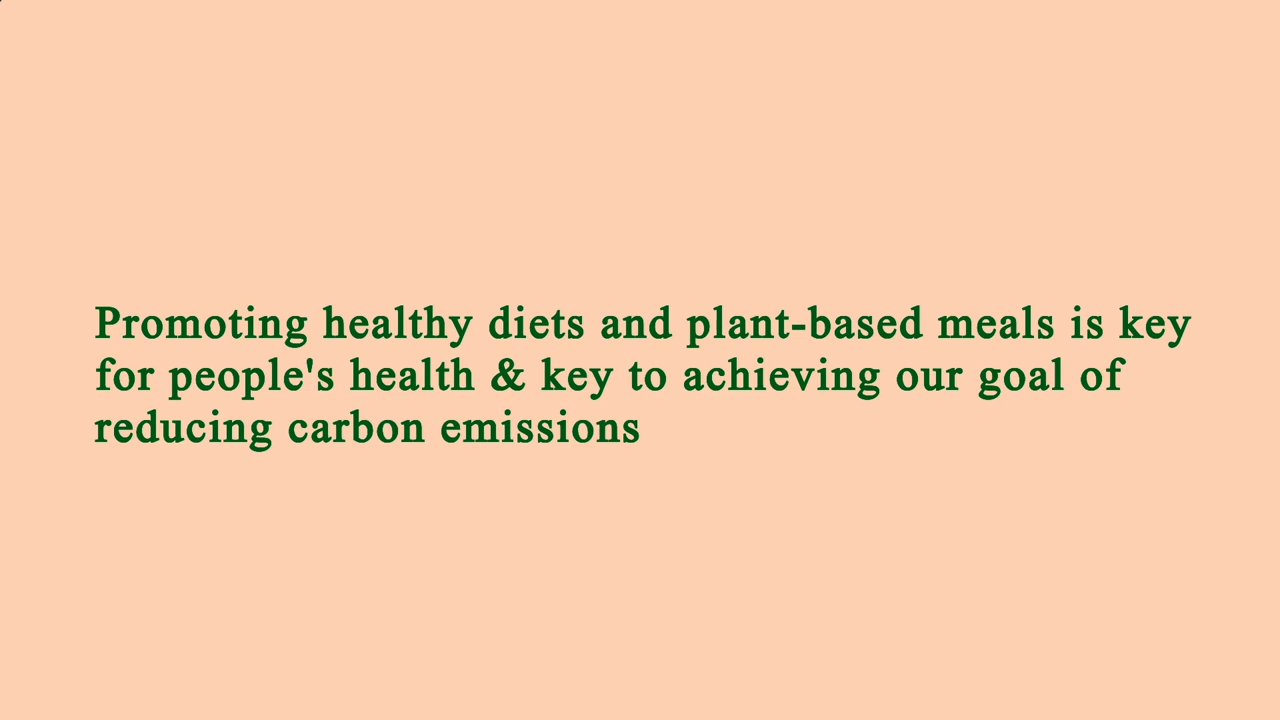 Promoting healthy diets and plant-based meals is key
for people's health & key to achieving our goal of
reducing carbon emissions